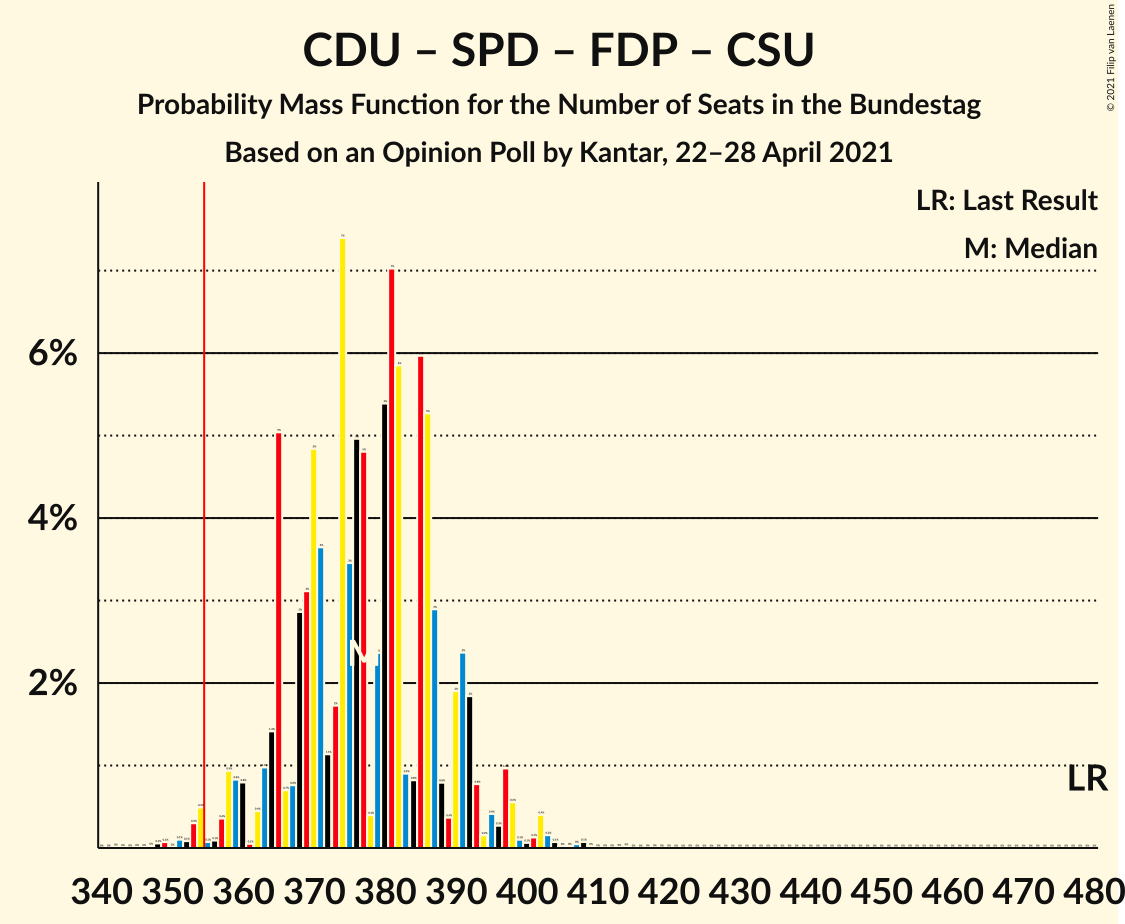 CDU – SPD – FDP – CSU
Probability Mass Function for the Number of Seats in the Bundestag
Based on an Opinion Poll by Kantar, 22–28 April 2021
© 2021 Filip van Laenen
LR: Last Result
M: Median
6%
4%
2%
M
LR
340 350 360 370 380 390 400 410 420 430 440 450 460 470 480